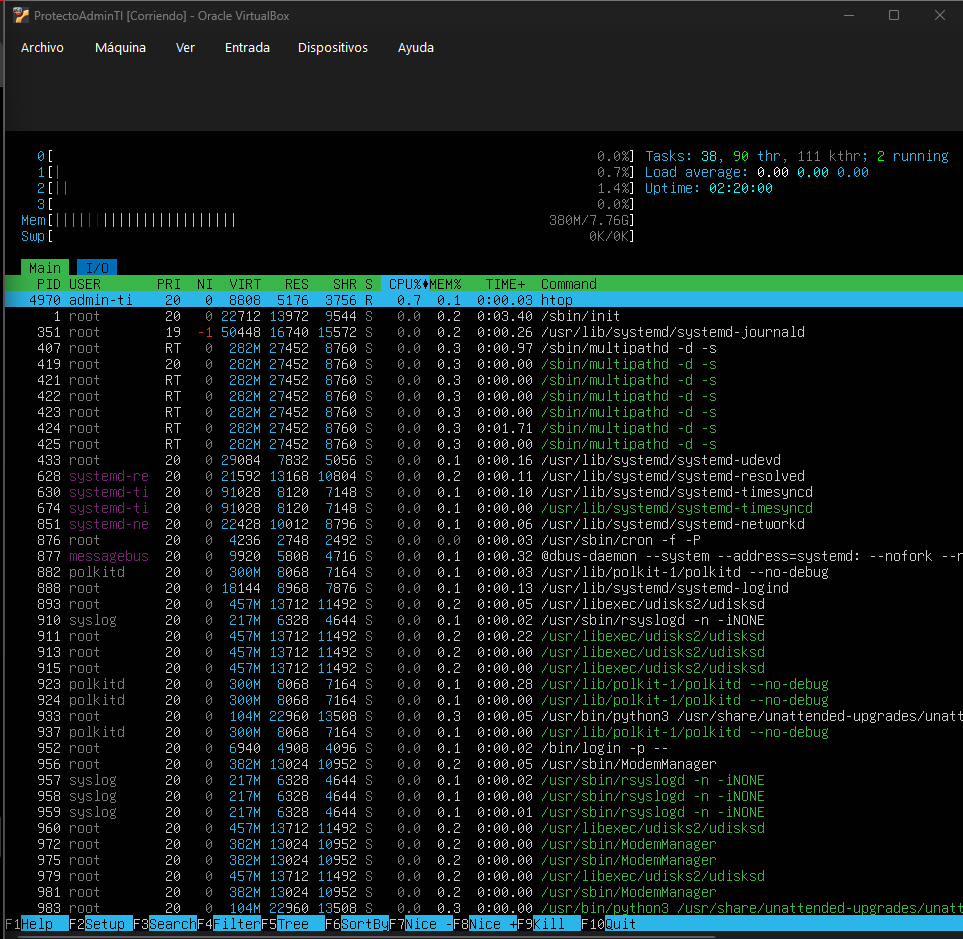 ProtectoAdminTI [Corriendo] - Oracle VirtualBox
Archivo Máquina Ver Entrada Dispositivos Ayuda
0[ 0.0%] Tasks: 38, 90 thr, 111 kthr; 2 running
1[| 0.7%] Load average: 0.00 0.00 0.00
2[|| 1.4%] Uptime: 02:20:00
3[ 0.0%]
Mem[||||||||||||||||||||||| 380M/7.76G]
Swp[ 0K/0K]
Main I/O
PID USER PRI NI VIRT RES SHR S CPU% MEM% TIME+ Command
4970 admin-ti 20 0 8808 5176 3756 R 0.7 0.1 0:00.03 htop
1 root 20 0 22712 13972 9544 S 0.0 0.2 0:03.40 /sbin/init
351 root 19 -1 50448 16740 15572 S 0.0 0.2 0:00.26 /usr/lib/systemd/systemd-journald
407 root RT 0 282M 27452 8760 S 0.0 0.3 0:00.97 /sbin/multipathd -d -s
419 root 20 0 282M 27452 8760 S 0.0 0.3 0:00.00 /sbin/multipathd -d -s
421 root RT 0 282M 27452 8760 S 0.0 0.3 0:00.00 /sbin/multipathd -d -s
422 root RT 0 282M 27452 8760 S 0.0 0.3 0:00.00 /sbin/multipathd -d -s
423 root RT 0 282M 27452 8760 S 0.0 0.3 0:00.00 /sbin/multipathd -d -s
424 root RT 0 282M 27452 8760 S 0.0 0.3 0:01.71 /sbin/multipathd -d -s
425 root RT 0 282M 27452 8760 S 0.0 0.3 0:00.00 /sbin/multipathd -d -s
433 root 20 0 29084 7832 5056 S 0.0 0.1 0:00.16 /usr/lib/systemd/systemd-udevd
628 systemd-re 20 0 21592 13168 10804 S 0.0 0.2 0:00.11 /usr/lib/systemd/systemd-resolved
630 systemd-ti 20 0 91028 8120 7148 S 0.0 0.1 0:00.10 /usr/lib/systemd/systemd-timesyncd
674 systemd-ti 20 0 91028 8120 7148 S 0.0 0.1 0:00.00 /usr/lib/systemd/systemd-timesyncd
851 systemd-ne 20 0 22428 10012 8796 S 0.0 0.1 0:00.06 /usr/lib/systemd/systemd-networkd
876 root 20 0 4236 2748 2492 S 0.0 0.0 0:00.03 /usr/sbin/cron -f -P
877 messagebus 20 0 9920 5808 4716 S 0.0 0.1 0:00.32 @dbus-daemon --system --address=systemd: --nofork --n
882 polkitd 20 0 300M 8068 7164 S 0.0 0.1 0:00.03 /usr/lib/polkit-1/polkitd --no-debug
888 root 20 0 18144 8968 7876 S 0.0 0.1 0:00.13 /usr/lib/systemd/systemd-logind
893 root 20 0 457M 13712 11492 S 0.0 0.2 0:00.05 /usr/libexec/udisks2/udisksd
910 syslog 20 0 217M 6328 4644 S 0.0 0.1 0:00.02 /usr/sbin/rsyslogd -n -iNONE
911 root 20 0 457M 13712 11492 S 0.0 0.2 0:00.22 /usr/libexec/udisks2/udisksd
913 root 20 0 457M 13712 11492 S 0.0 0.2 0:00.00 /usr/libexec/udisks2/udisksd
915 root 20 0 457M 13712 11492 S 0.0 0.2 0:00.00 /usr/libexec/udisks2/udisksd
923 polkitd 20 0 300M 8068 7164 S 0.0 0.1 0:00.28 /usr/lib/polkit-1/polkitd --no-debug
924 polkitd 20 0 300M 8068 7164 S 0.0 0.1 0:00.00 /usr/lib/polkit-1/polkitd --no-debug
933 root 20 0 104M 22960 13508 S 0.0 0.3 0:00.05 /usr/bin/python3 /usr/share/unattended-upgrades/unatt
937 polkitd 20 0 300M 8068 7164 S 0.0 0.1 0:00.00 /usr/lib/polkit-1/polkitd --no-debug
952 root 20 0 6940 4908 4096 S 0.0 0.1 0:00.02 /bin/login -p --
956 root 20 0 382M 13024 10952 S 0.0 0.2 0:00.05 /usr/sbin/ModemManager
957 syslog 20 0 217M 6328 4644 S 0.0 0.1 0:00.02 /usr/sbin/rsyslogd -n -iNONE
958 syslog 20 0 217M 6328 4644 S 0.0 0.1 0:00.00 /usr/sbin/rsyslogd -n -iNONE
959 syslog 20 0 217M 6328 4644 S 0.0 0.1 0:00.01 /usr/sbin/rsyslogd -n -iNONE
960 root 20 0 457M 13712 11492 S 0.0 0.2 0:00.00 /usr/libexec/udisks2/udisksd
972 root 20 0 382M 13024 10952 S 0.0 0.2 0:00.00 /usr/sbin/ModemManager
975 root 20 0 382M 13024 10952 S 0.0 0.2 0:00.00 /usr/sbin/ModemManager
979 root 20 0 457M 13712 11492 S 0.0 0.2 0:00.00 /usr/libexec/udisks2/udisksd
981 root 20 0 382M 13024 10952 S 0.0 0.2 0:00.00 /usr/sbin/ModemManager
983 root 20 0 104M 22960 13508 S 0.0 0.3 0:00.00 /usr/bin/python3 /usr/share/unattended-upgrades/unatt
F1Help F2Setup F3SearchF4FilterF5Tree F6SortByF7Nice -F8Nice +F9Kill F10Quit